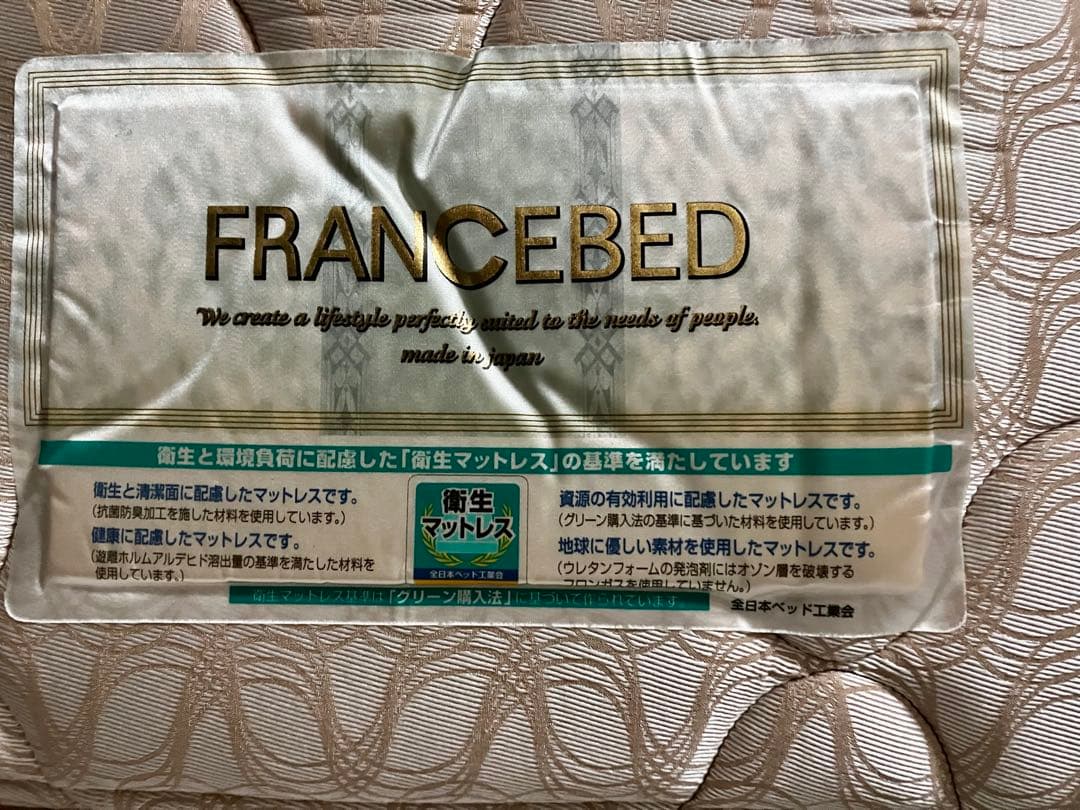 FRANCEBED
We create a lifestyle perfectly suited to the needs of people.
made in japan
衛生と環境負荷に配慮した「衛生マットレス」の基準を満たしています
衛生と清潔面に配慮したマットレスです。
(抗菌防臭加工を施した材料を使用しています。)
健康に配慮したマットレスです。
(遊離ホルムアルデヒド溶出量の基準を満たした材料を
使用しています。)
衛生
マットレス
全日本ベッド工業会
資源の有効利用に配慮したマットレスです。
(グリーン購入法の基準に基づいた材料を使用しています。)
地球に優しい素材を使用したマットレスです。
(ウレタンフォームの発泡剤にはオゾン層を破壊する
フロンガスを使用していません。)
衛生マットレス基準は「グリーン購入法」に基づいて作られています。
全日本ベッド工業会